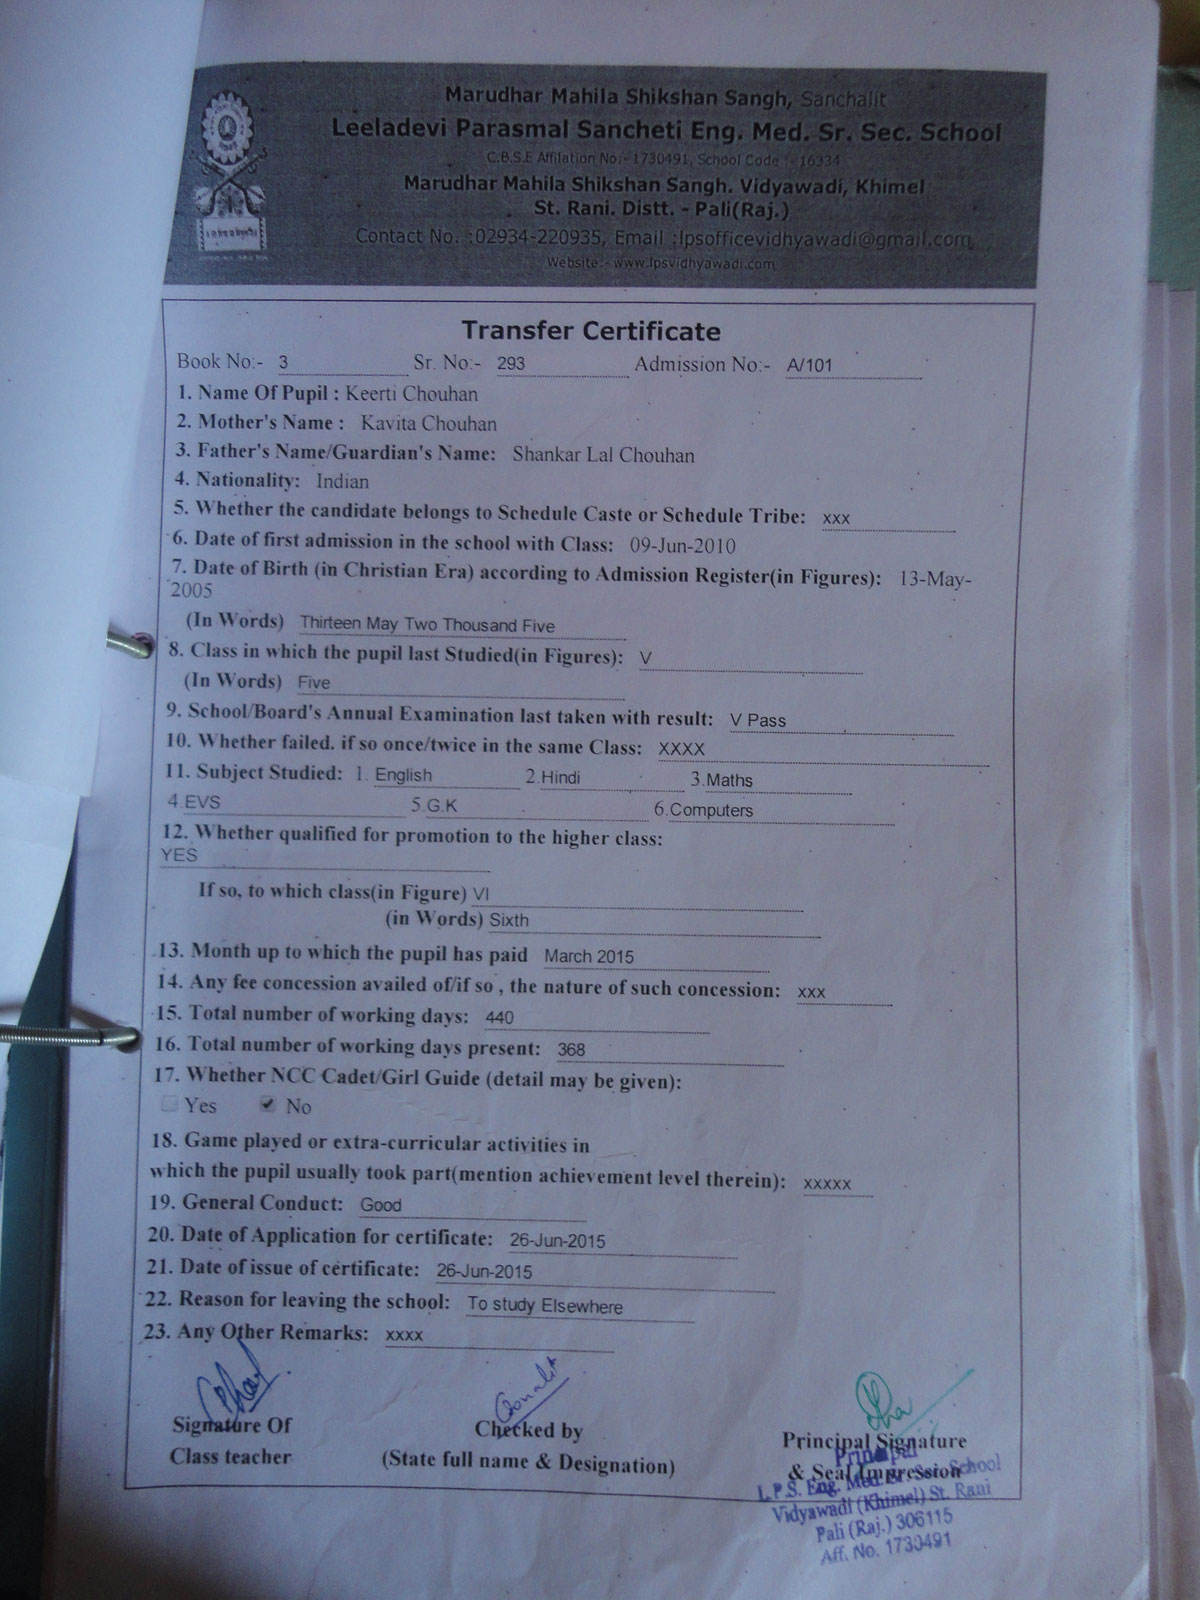 Marudhar Mahila Shikshan Sangh, Sanchalit
Leeladevi Parasmal Sancheti Eng. Med. Sr. Sec. School
C.B.S.E Affilation No:- 1730491, School Code :- 16334
Marudhar Mahila Shikshan Sangh. Vidyawadi, Khimel
St. Rani. Distt. - Pali(Raj.)
Contact No. :02934-220935, Email :lpsofficevidhyawadi@gmail.com,
Website:- www.lpsvidhyawadi.com
Transfer Certificate
Book No:- 3 Sr. No:- 293 Admission No:- A/101
1. Name Of Pupil : Keerti Chouhan
2. Mother's Name : Kavita Chouhan
3. Father's Name/Guardian's Name: Shankar Lal Chouhan
4. Nationality: Indian
5. Whether the candidate belongs to Schedule Caste or Schedule Tribe: xxx
6. Date of first admission in the school with Class: 09-Jun-2010
7. Date of Birth (in Christian Era) according to Admission Register(in Figures): 13-May-
2005
(In Words) Thirteen May Two Thousand Five
8. Class in which the pupil last Studied(in Figures): V
(In Words) Five
9. School/Board's Annual Examination last taken with result: V Pass
10. Whether failed. if so once/twice in the same Class: XXXX
11. Subject Studied: 1. English 2.Hindi 3.Maths
4.EVS 5.G.K 6.Computers
12. Whether qualified for promotion to the higher class:
YES
If so, to which class(in Figure) VI
(in Words) Sixth
13. Month up to which the pupil has paid March 2015
14. Any fee concession availed of/if so , the nature of such concession: xxx
15. Total number of working days: 440
16. Total number of working days present: 368
17. Whether NCC Cadet/Girl Guide (detail may be given):
Yes No
18. Game played or extra-curricular activities in
which the pupil usually took part(mention achievement level therein): xxxxx
19. General Conduct: Good
20. Date of Application for certificate: 26-Jun-2015
21. Date of issue of certificate: 26-Jun-2015
22. Reason for leaving the school: To study Elsewhere
23. Any Other Remarks: xxxx
Signature Of Checked by Principal Signature
Class teacher (State full name & Designation) & Seal Impression
Principal
L.P.S. Eng. Med. Sr. Sec. School
Vidyawadi (Khimel) St. Rani
Pali (Raj.) 306115
Aff. No. 1730491